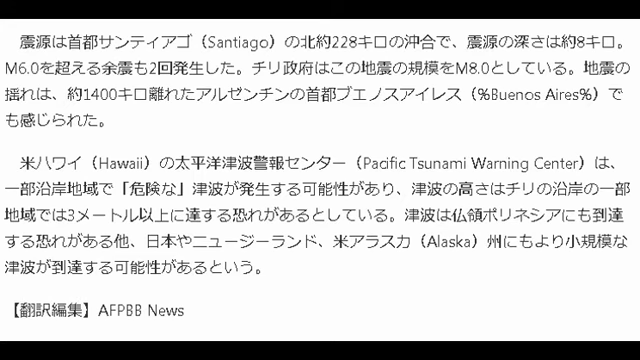 震源は首都サンティアゴ（Santiago）の北約228キロの沖合で、震源の深さは約8キロ。
M6.0を超える余震も2回発生した。チリ政府はこの地震の規模をM8.0としている。地震の
揺れは、約1400キロ離れたアルゼンチンの首都ブエノスアイレス（%Buenos Aires%）で
も感じられた。
米ハワイ（Hawaii）の太平洋津波警報センター（Pacific Tsunami Warning Center）は、
一部沿岸地域で「危険な」津波が発生する可能性があり、津波の高さはチリの沿岸の一部
地域では3メートル以上に達する恐れがあるとしている。津波は仏領ポリネシアにも到達
する恐れがある他、日本やニュージーランド、米アラスカ（Alaska）州にもより小規模な
津波が到達する可能性があるという。
【翻訳編集】AFPBB News